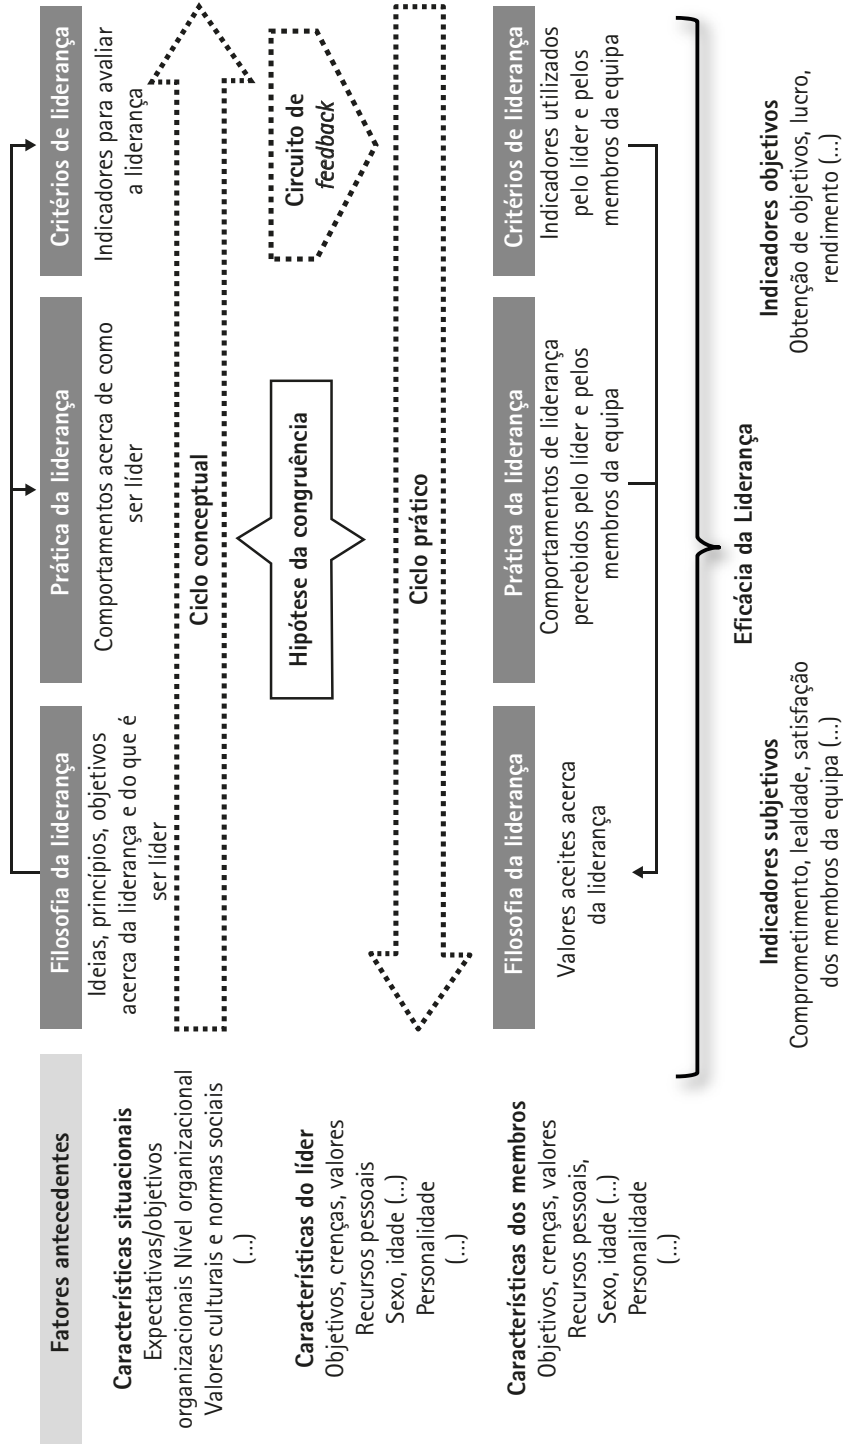 Fatores antecedentes
Características situacionais
Expectativas/objetivos
organizacionais Nível organizacional
Valores culturais e normas sociais
(...)
Características do líder
Objetivos, crenças, valores
Recursos pessoais
Sexo, idade (...)
Personalidade
(...)
Características dos membros
Objetivos, crenças, valores
Recursos pessoais,
Sexo, idade (...)
Personalidade
(...)
Filosofia da liderança
Ideias, princípios, objetivos
acerca da liderança e do que é
ser líder
Prática da liderança
Comportamentos acerca de como
ser líder
Critérios de liderança
Indicadores para avaliar
a liderança
Ciclo conceptual
Hipótese da congruência
Circuito de
feedback
Ciclo prático
Filosofia da liderança
Valores aceites acerca
da liderança
Prática da liderança
Comportamentos de liderança
percebidos pelo líder e pelos
membros da equipa
Critérios de liderança
Indicadores utilizados
pelo líder e pelos
membros da equipa
Eficácia da Liderança
Indicadores subjetivos
Comprometimento, lealdade, satisfação
dos membros da equipa (...)
Indicadores objetivos
Obtenção de objetivos, lucro,
rendimento (...)